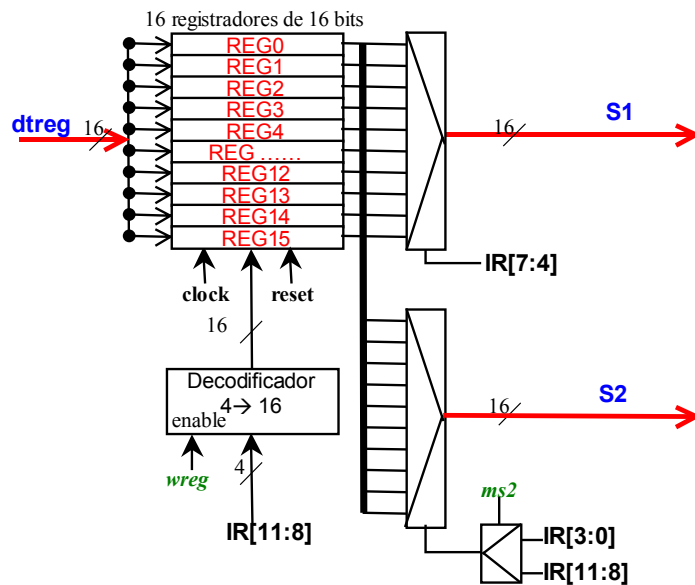 16 registradores de 16 bits
REG0
REG1
REG2
REG3
REG4
REG ......
REG12
REG13
REG14
REG15
dtreg
16
16
S1
IR[7:4]
clock
reset
16
Decodificador
4→ 16
enable
wreg
4
IR[11:8]
16
S2
ms2
IR[3:0]
IR[11:8]